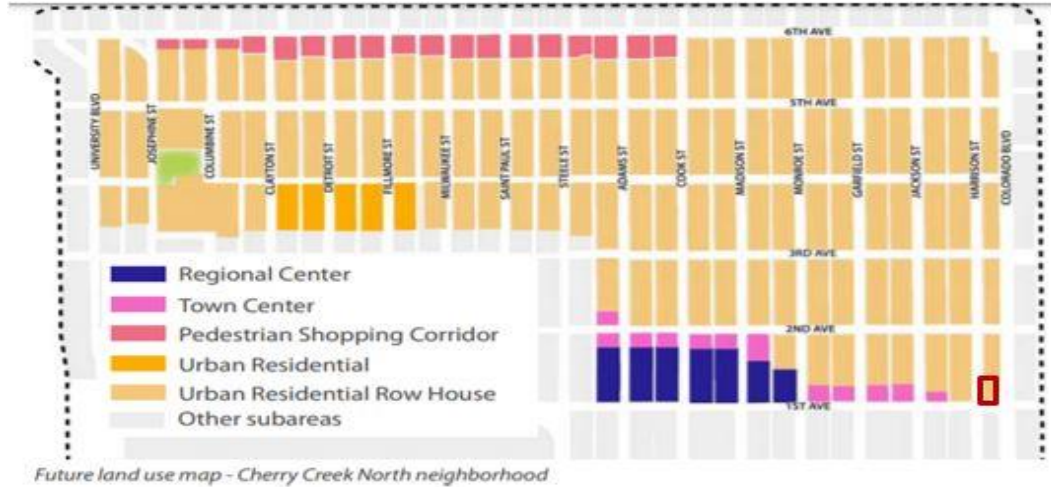 6TH AVE
5TH AVE
UNIVERSITY BLVD
JOSEPHINE ST
COLUMBINE ST
CLAYTON ST
DETROIT ST
FILLMORE ST
MILWAUKEE ST
SAINT PAUL ST
STEELE ST
ADAMS ST
COOK ST
MADISON ST
MONROE ST
GARFIELD ST
JACKSON ST
HARRISON ST
COLORADO BLVD
3RD AVE
2ND AVE
1ST AVE
Regional Center
Town Center
Pedestrian Shopping Corridor
Urban Residential
Urban Residential Row House
Other subareas
Future land use map - Cherry Creek North neighborhood